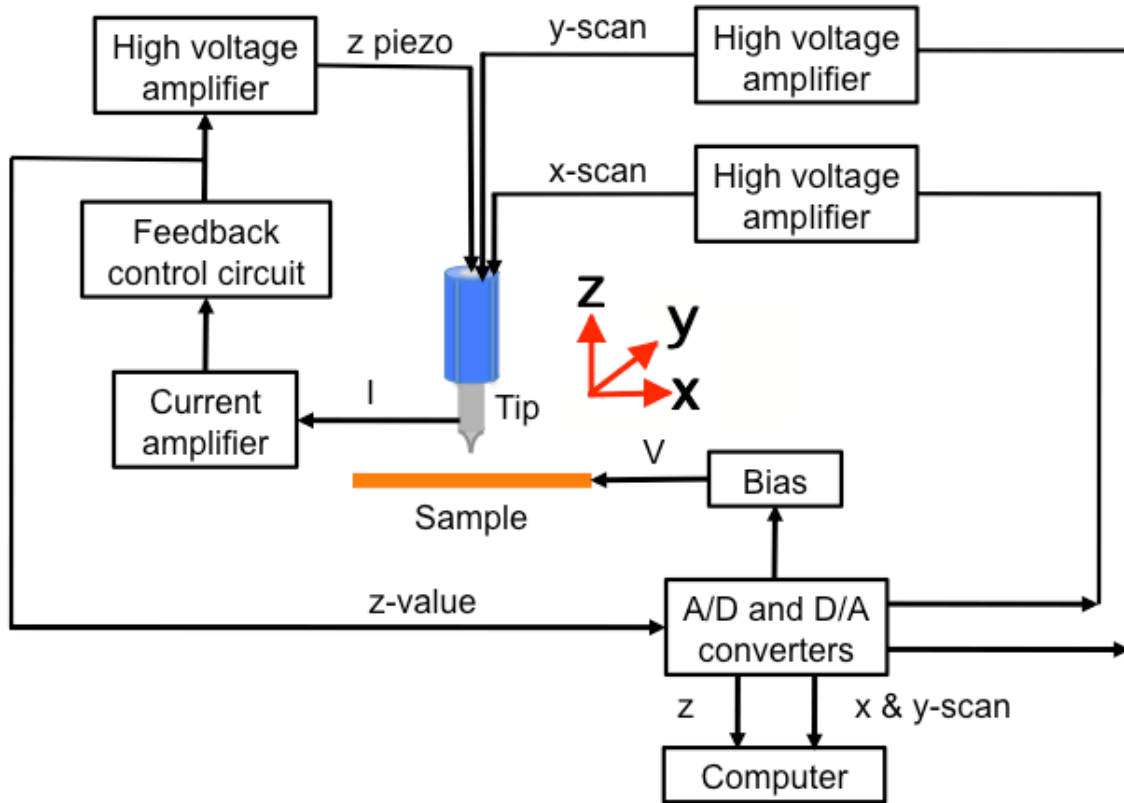 High voltage
amplifier
z piezo
y-scan
High voltage
amplifier
x-scan
High voltage
amplifier
Feedback
control circuit
z
y
x
Current
amplifier
I
Tip
V
Bias
Sample
z-value
A/D and D/A
converters
z
x & y-scan
Computer